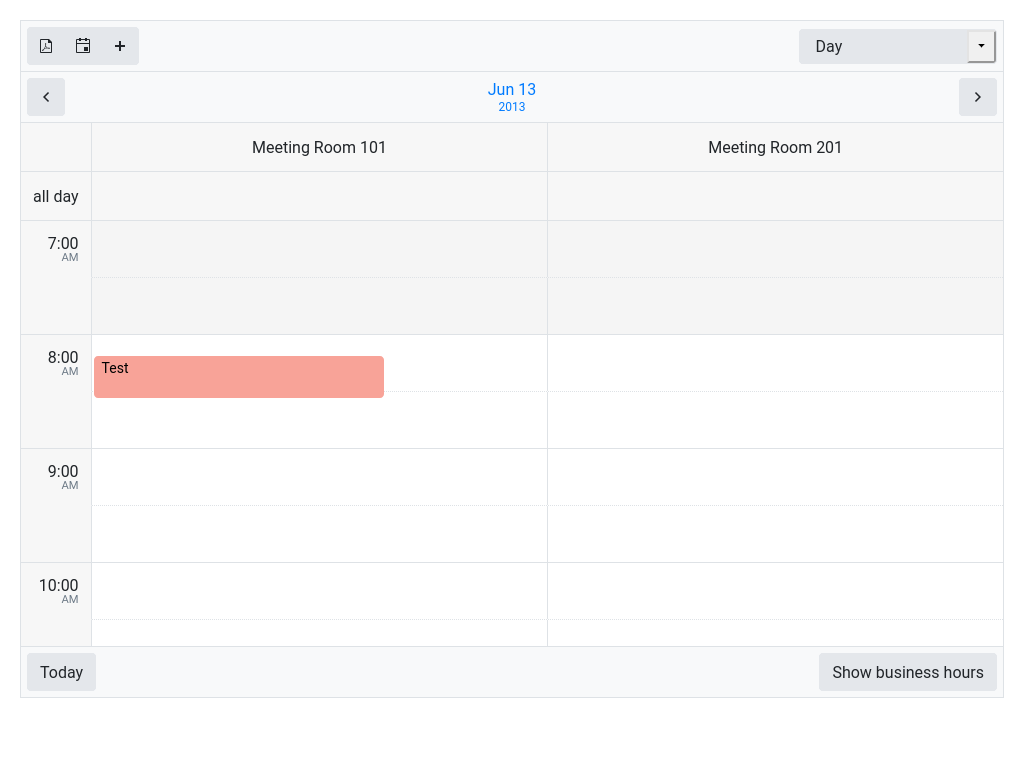 Day
Jun 13
2013
Meeting Room 101
Meeting Room 201
all day
7:00
AM
8:00
AM
Test
9:00
AM
10:00
AM
Today
Show business hours